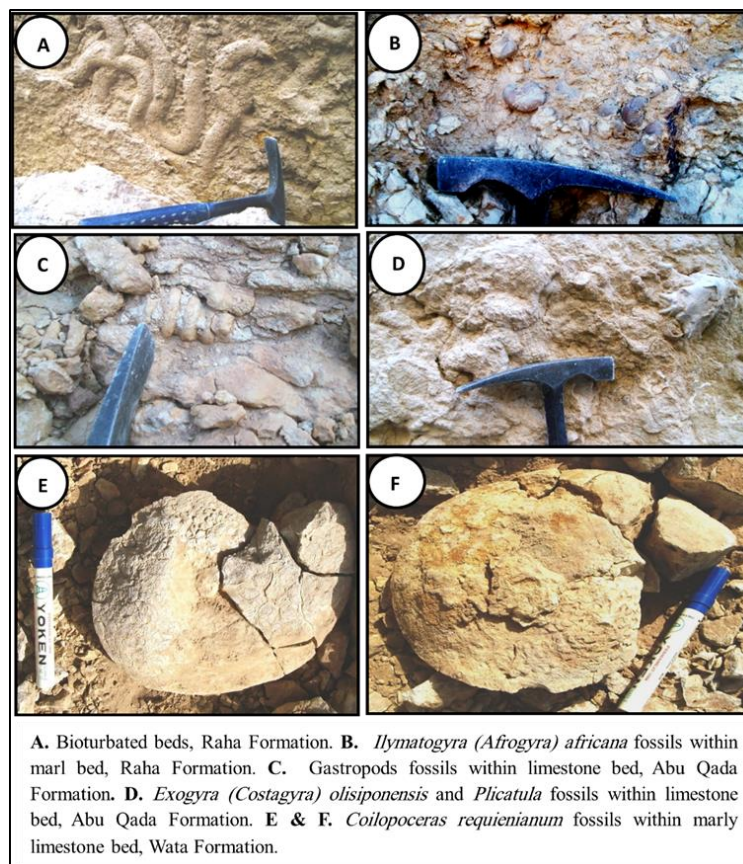 A
B
C
D
E
F
YOKEN
A. Bioturbated beds, Raha Formation. B. Ilymatogyra (Afrogyra) africana fossils within
marl bed, Raha Formation. C. Gastropods fossils within limestone bed, Abu Qada
Formation. D. Exogyra (Costagyra) olisiponensis and Plicatula fossils within limestone
bed, Abu Qada Formation. E & F. Coilopoceras requienianum fossils within marly
limestone bed, Wata Formation.